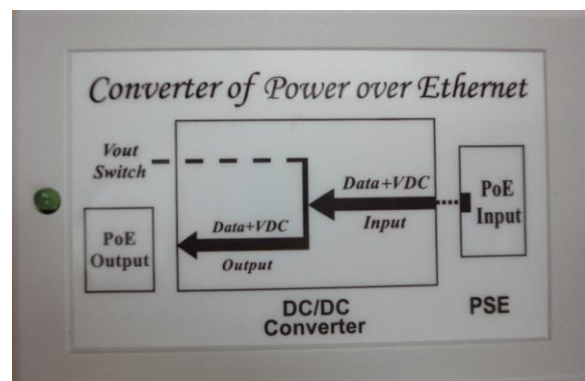 Converter of Power over Ethernet
Vout
Switch
Data+VDC
Input
PoE
Input
Data+VDC
Output
PoE
Output
DC/DC
Converter
PSE